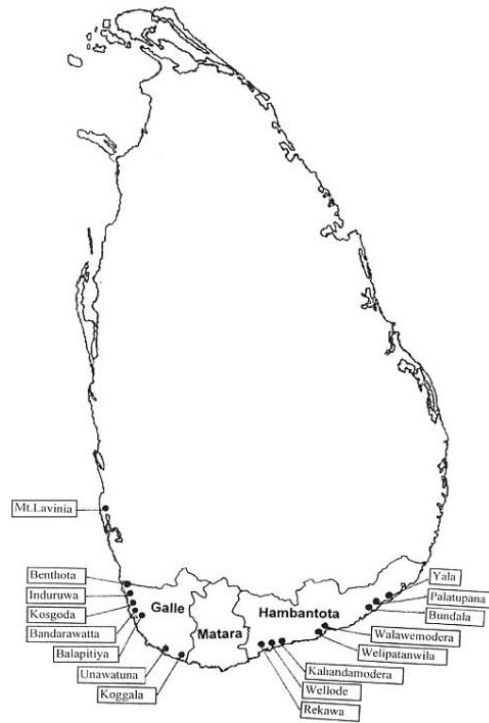 Mt.Lavinia
Benthota
Induruwa
Kosgoda
Bandarawatta
Balapitiya
Unawatuna
Koggala
Galle
Matara
Hambantota
Yala
Palatupana
Bundala
Walawemodera
Welipatanwila
Kahandamodera
Wellode
Rekawa